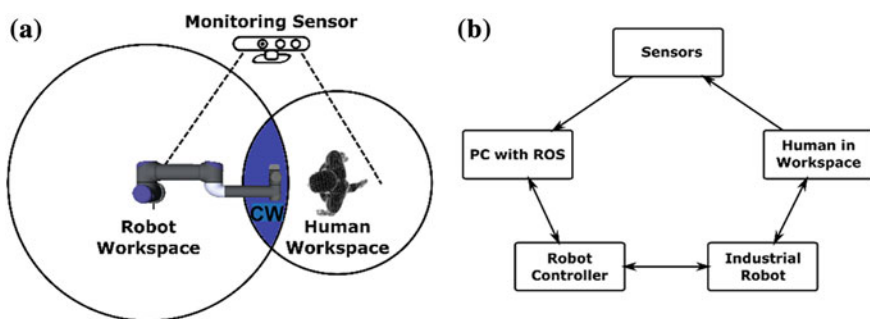 (a)
Monitoring Sensor
Robot
Workspace
CW
Human
Workspace
(b)
Sensors
PC with ROS
Human in
Workspace
Robot
Controller
Industrial
Robot